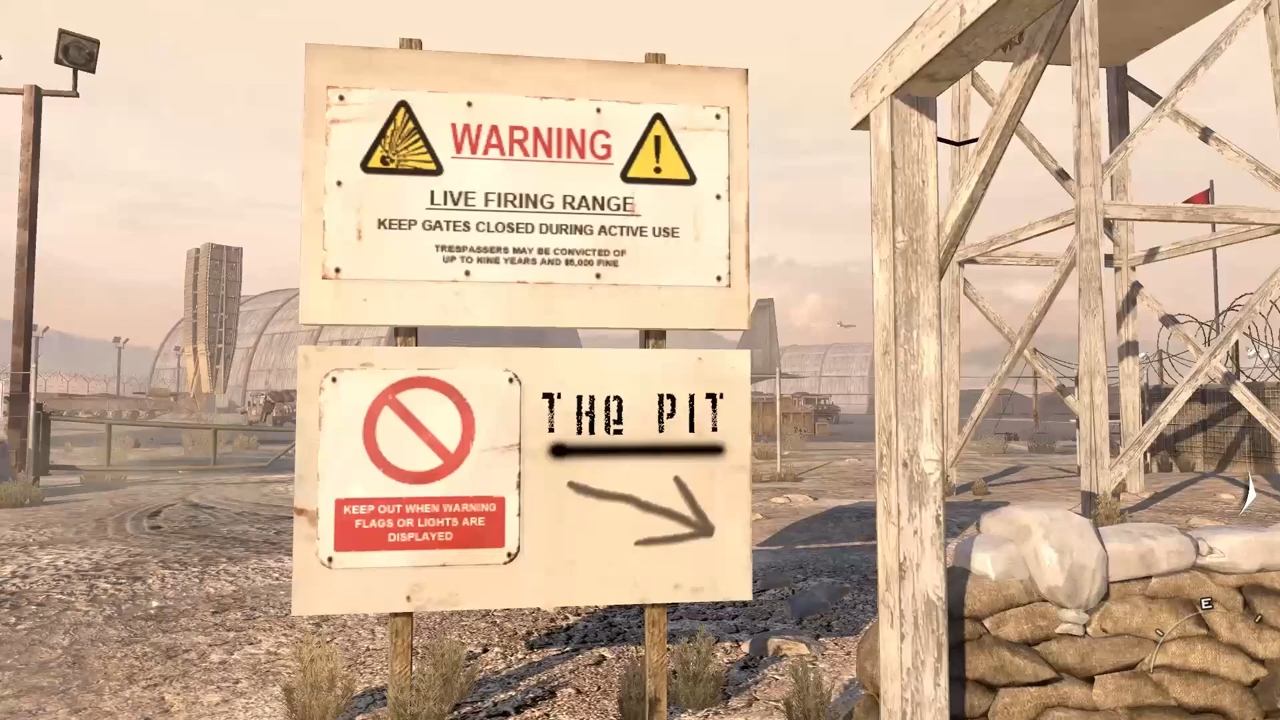 WARNING
LIVE FIRING RANGE
KEEP GATES CLOSED DURING ACTIVE USE
TRESPASSERS MAY BE CONVICTED OF
UP TO NINE YEARS AND $5,000 FINE
THe PIT
KEEP OUT WHEN WARNING
FLAGS OR LIGHTS ARE
DISPLAYED
E